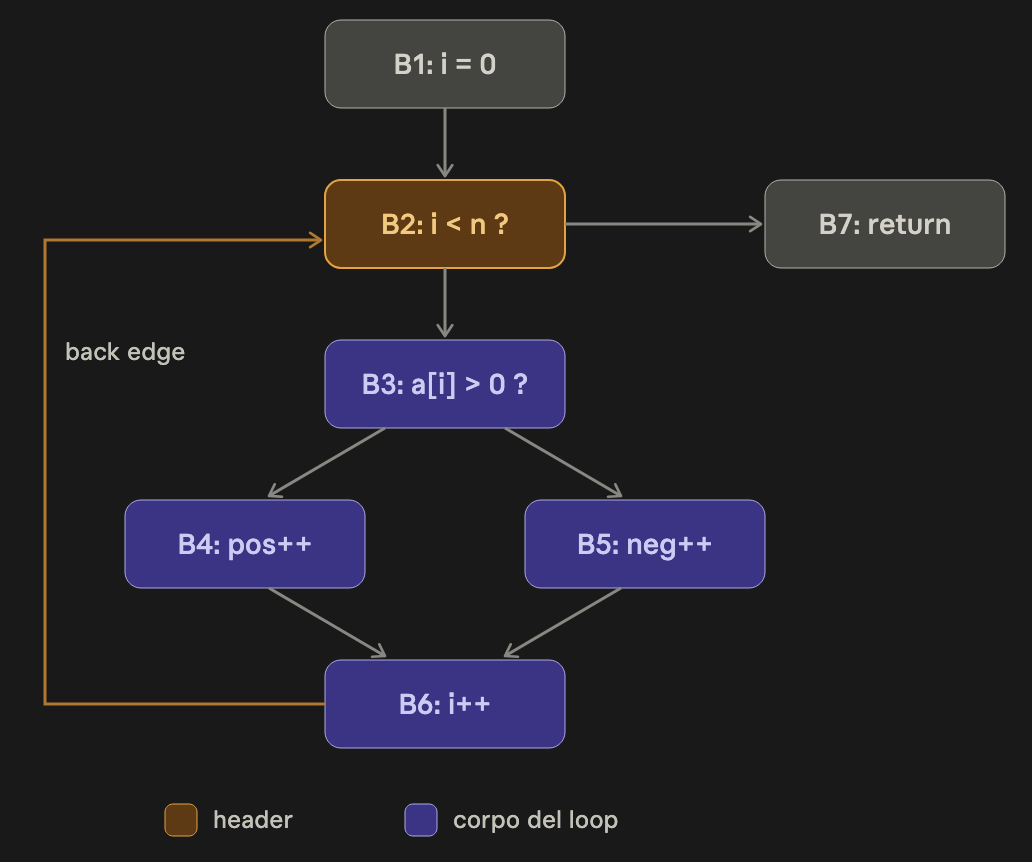 B1: i = 0
B2: i < n ?
B7: return
back edge
B3: a[i] > 0 ?
B4: pos++
B5: neg++
B6: i++
header
corpo del loop